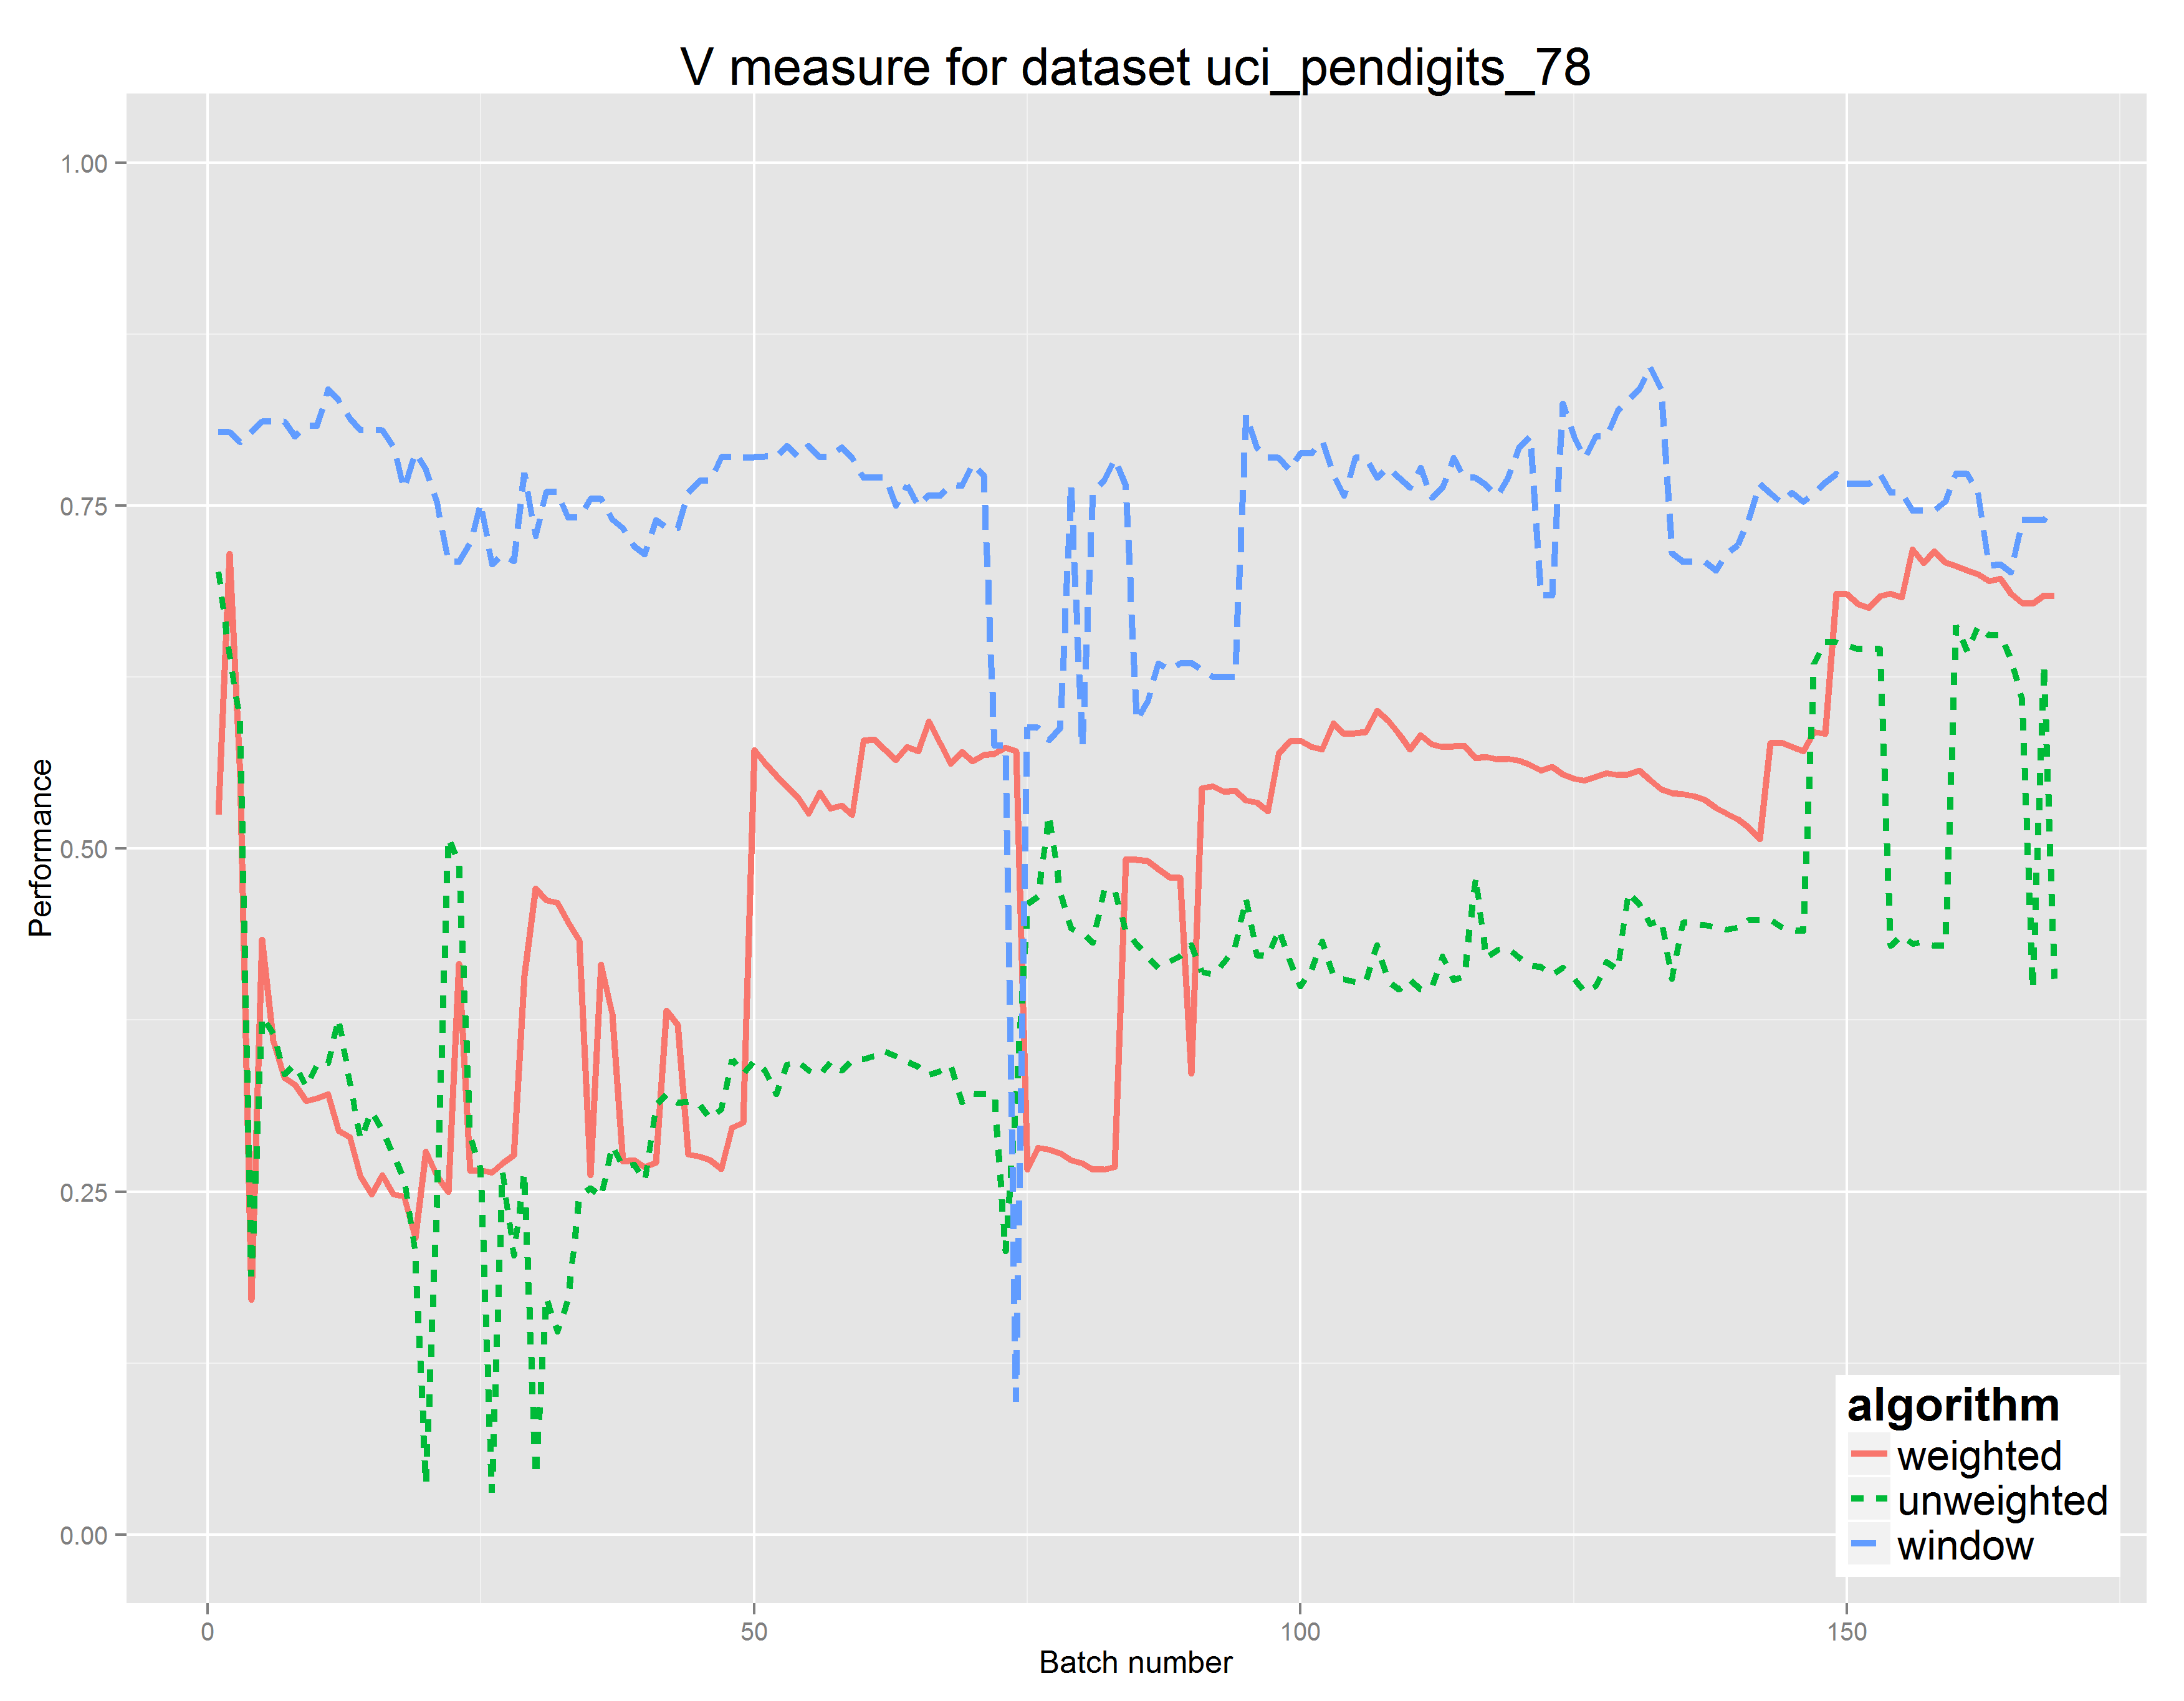 V measure for dataset uci_pendigits_78
1.00
0.75
0.50
0.25
0.00
Performance
0
50
100
150
Batch number
algorithm
weighted
unweighted
window